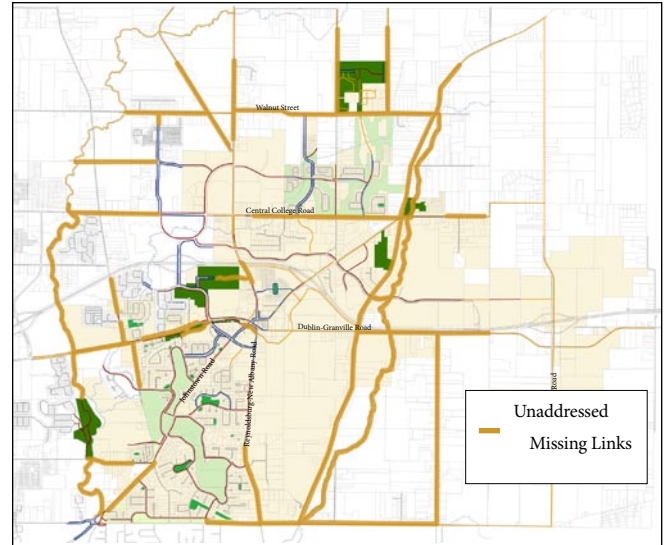 Walnut Street
Central College Road
Dublin-Granville Road
Johnstown Road
Reynoldsburg-New Albany Road
Road
Unaddressed
Missing Links